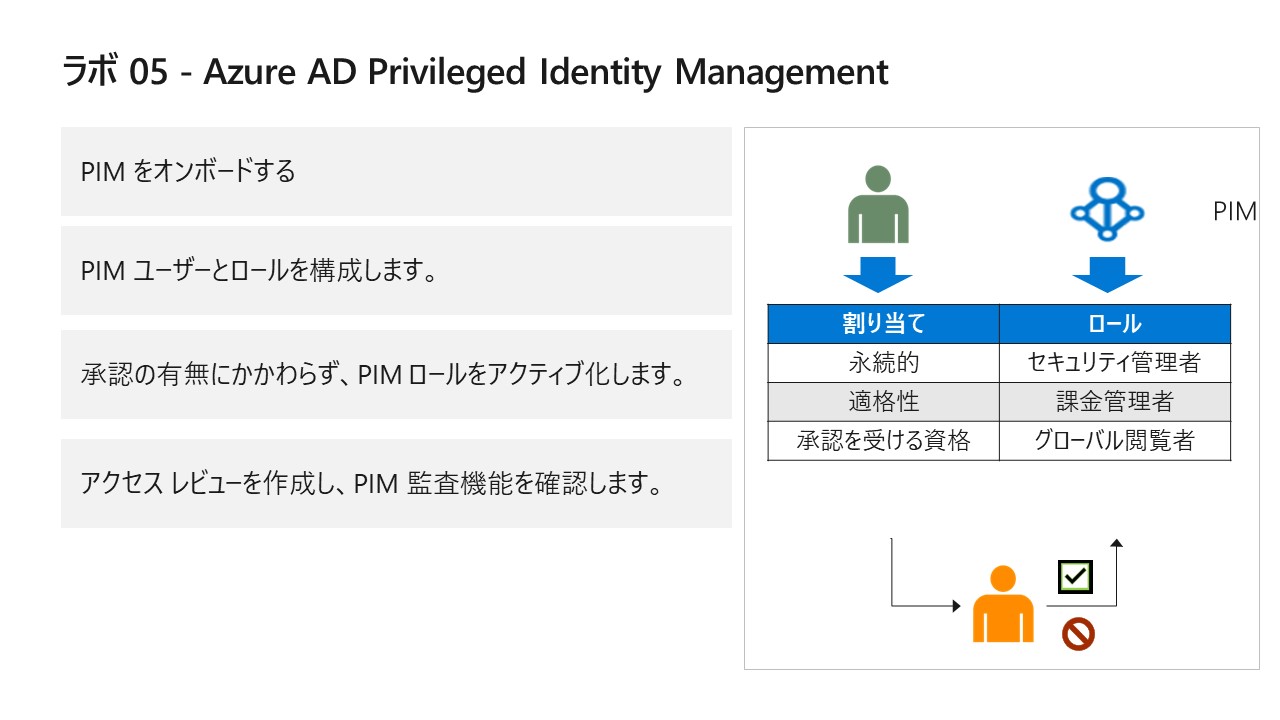 ラボ 05 - Azure AD Privileged Identity Management
PIM をオンボードする
PIM ユーザーとロールを構成します。
承認の有無にかかわらず、PIM ロールをアクティブ化します。
アクセス レビューを作成し、PIM 監査機能を確認します。
PIM
割り当て ロール
永続的 セキュリティ管理者
適格性 課金管理者
承認を受ける資格 グローバル閲覧者